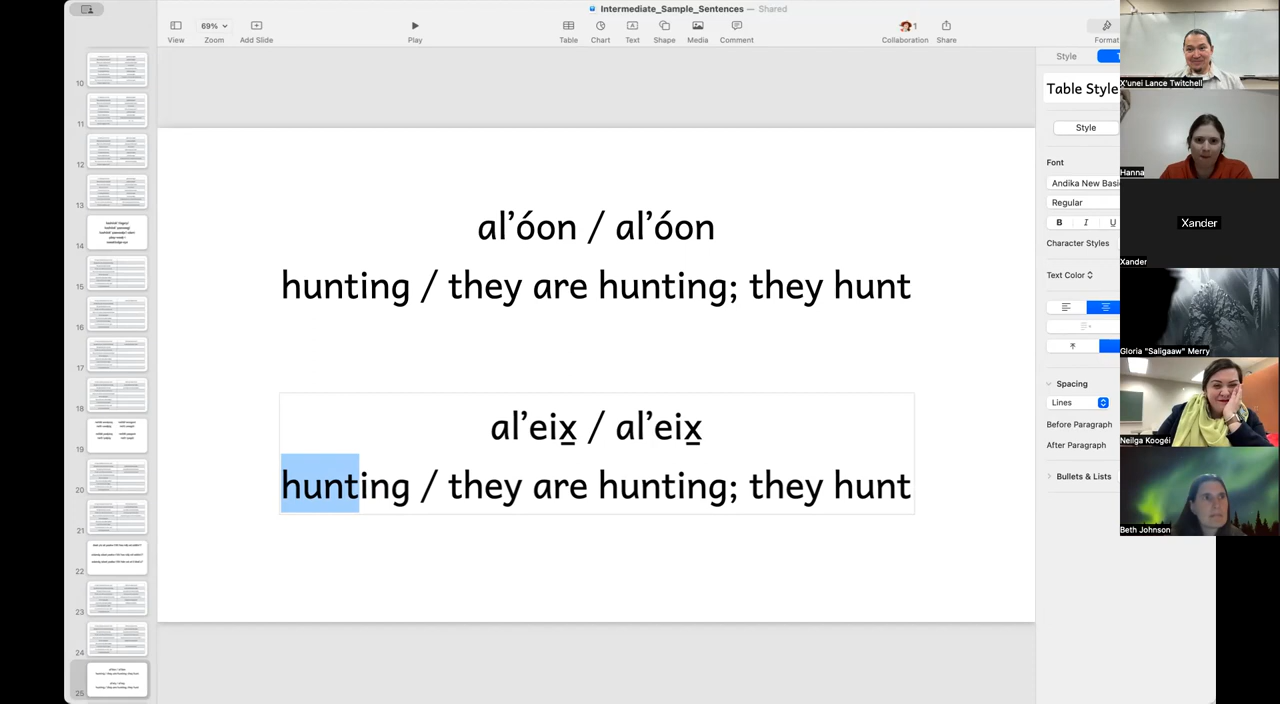 Intermediate_Sample_Sentences — Shared
69%
View
Zoom
Add Slide
Play
Table
Chart
Text
Shape
Media
Comment
1
Collaboration
Share
Format
10
11
12
13
14
15
16
17
18
19
20
21
22
23
24
25
al’óon / al’óon
hunting / they are hunting; they hunt
al’eix̲ / al’eix̲
hunting / they are hunting; they hunt
Style
Table Style
Style
Font
Andika New Basi
Regular
B I U
Character Styles
Text Color
Spacing
Lines
Before Paragraph
After Paragraph
Bullets & Lists
X'unei Lance Twitchell
Hanna
Xander
Xander
Gloria "Saligaaw" Merry
Neilga Koogéi
Beth Johnson